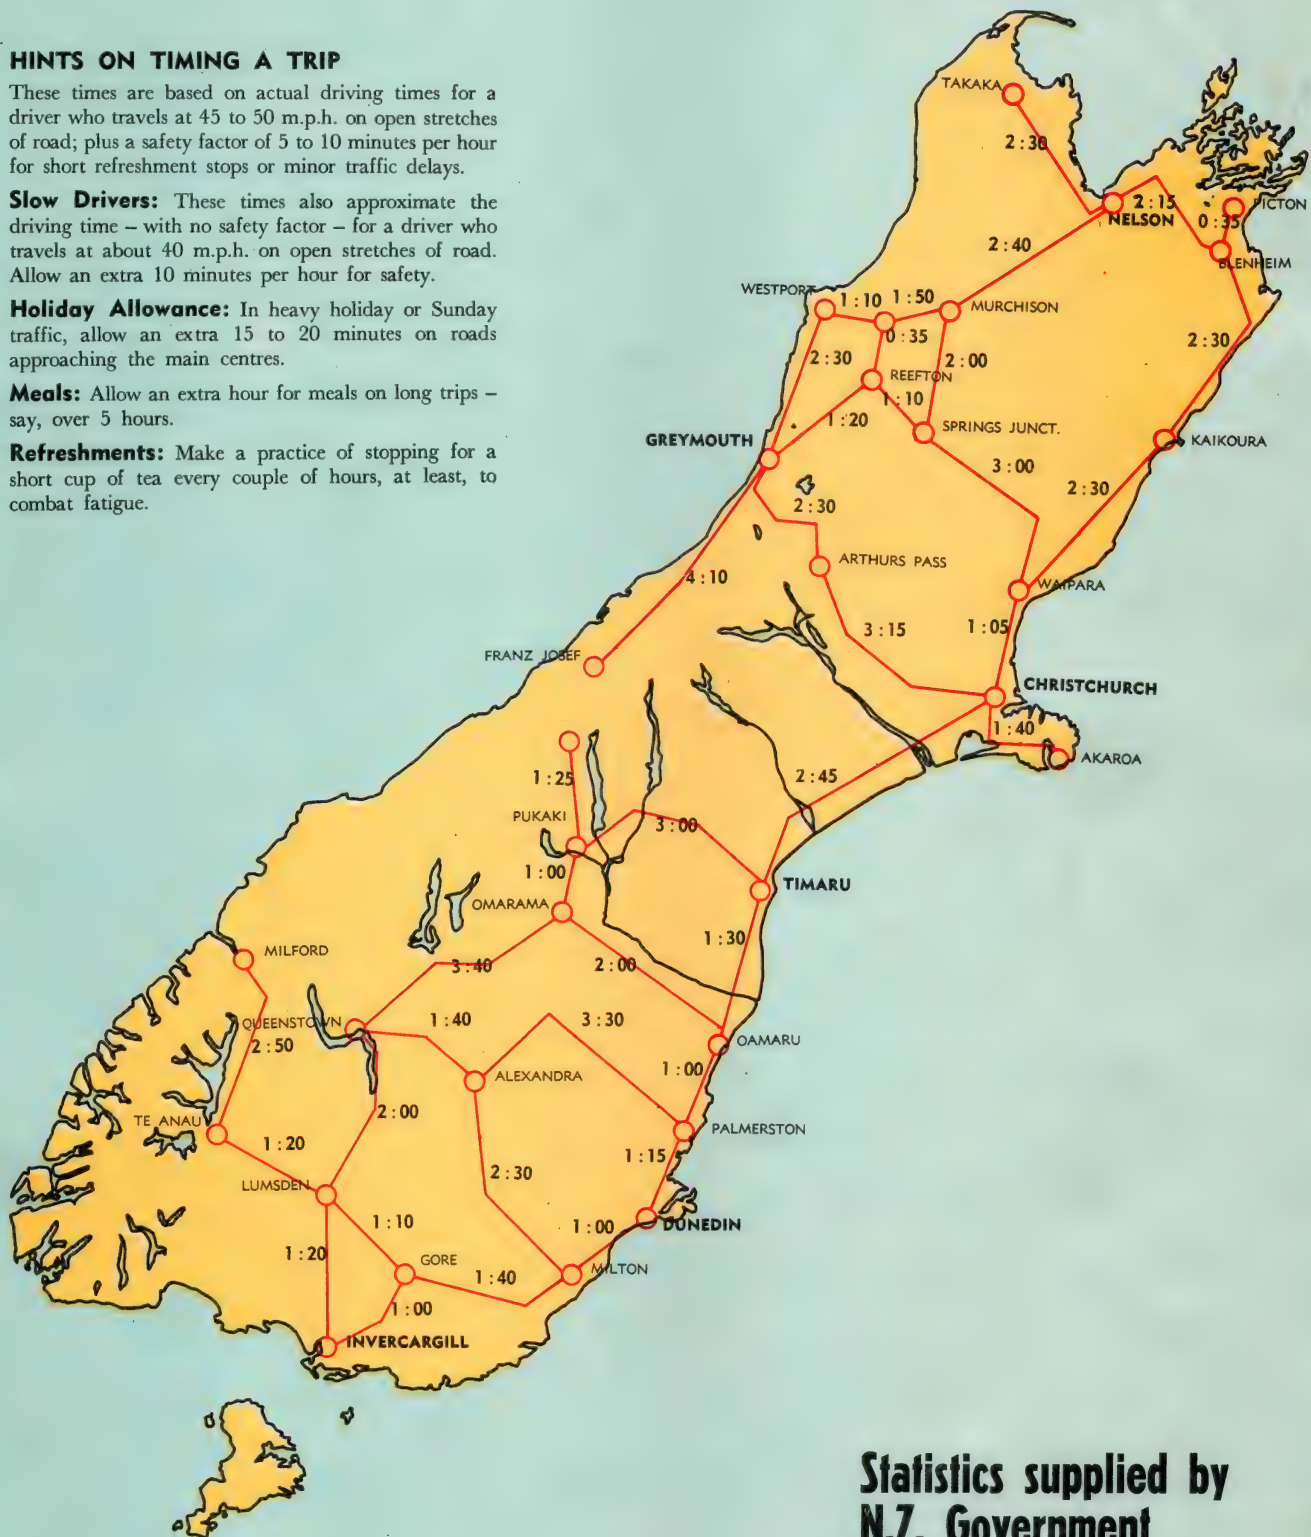 HINTS ON TIMING A TRIP
These times are based on actual driving times for a
driver who travels at 45 to 50 m.p.h. on open stretches
of road; plus a safety factor of 5 to 10 minutes per hour
for short refreshment stops or minor traffic delays.
Slow Drivers: These times also approximate the
driving time – with no safety factor – for a driver who
travels at about 40 m.p.h. on open stretches of road.
Allow an extra 10 minutes per hour for safety.
Holiday Allowance: In heavy holiday or Sunday
traffic, allow an extra 15 to 20 minutes on roads
approaching the main centres.
Meals: Allow an extra hour for meals on long trips –
say, over 5 hours.
Refreshments: Make a practice of stopping for a
short cup of tea every couple of hours, at least, to
combat fatigue.
TAKAKA
2:30
2:15
PICTON
NELSON
0:35
2:40
BLENHEIM
WESTPORT
1:10
1:50
MURCHISON
0:35
2:30
2:30
2:00
REEFTON
1:10
1:20
SPRINGS JUNCT.
GREYMOUTH
KAIKOURA
3:00
2:30
2:30
ARTHURS PASS
4:10
WAIPARA
3:15
1:05
FRANZ JOSEF
CHRISTCHURCH
1:40
AKAROA
1:25
2:45
PUKAKI
3:00
1:00
TIMARU
OMARAMA
1:30
MILFORD
3:40
2:00
QUEENSTOWN
1:40
3:30
2:50
OAMARU
1:00
ALEXANDRA
2:00
TE ANAU
PALMERSTON
1:20
1:15
2:30
LUMSDEN
1:10
1:00
DUNEDIN
1:20
GORE
1:40
MILTON
1:00
INVERCARGILL
Statistics supplied by
N.Z. Government